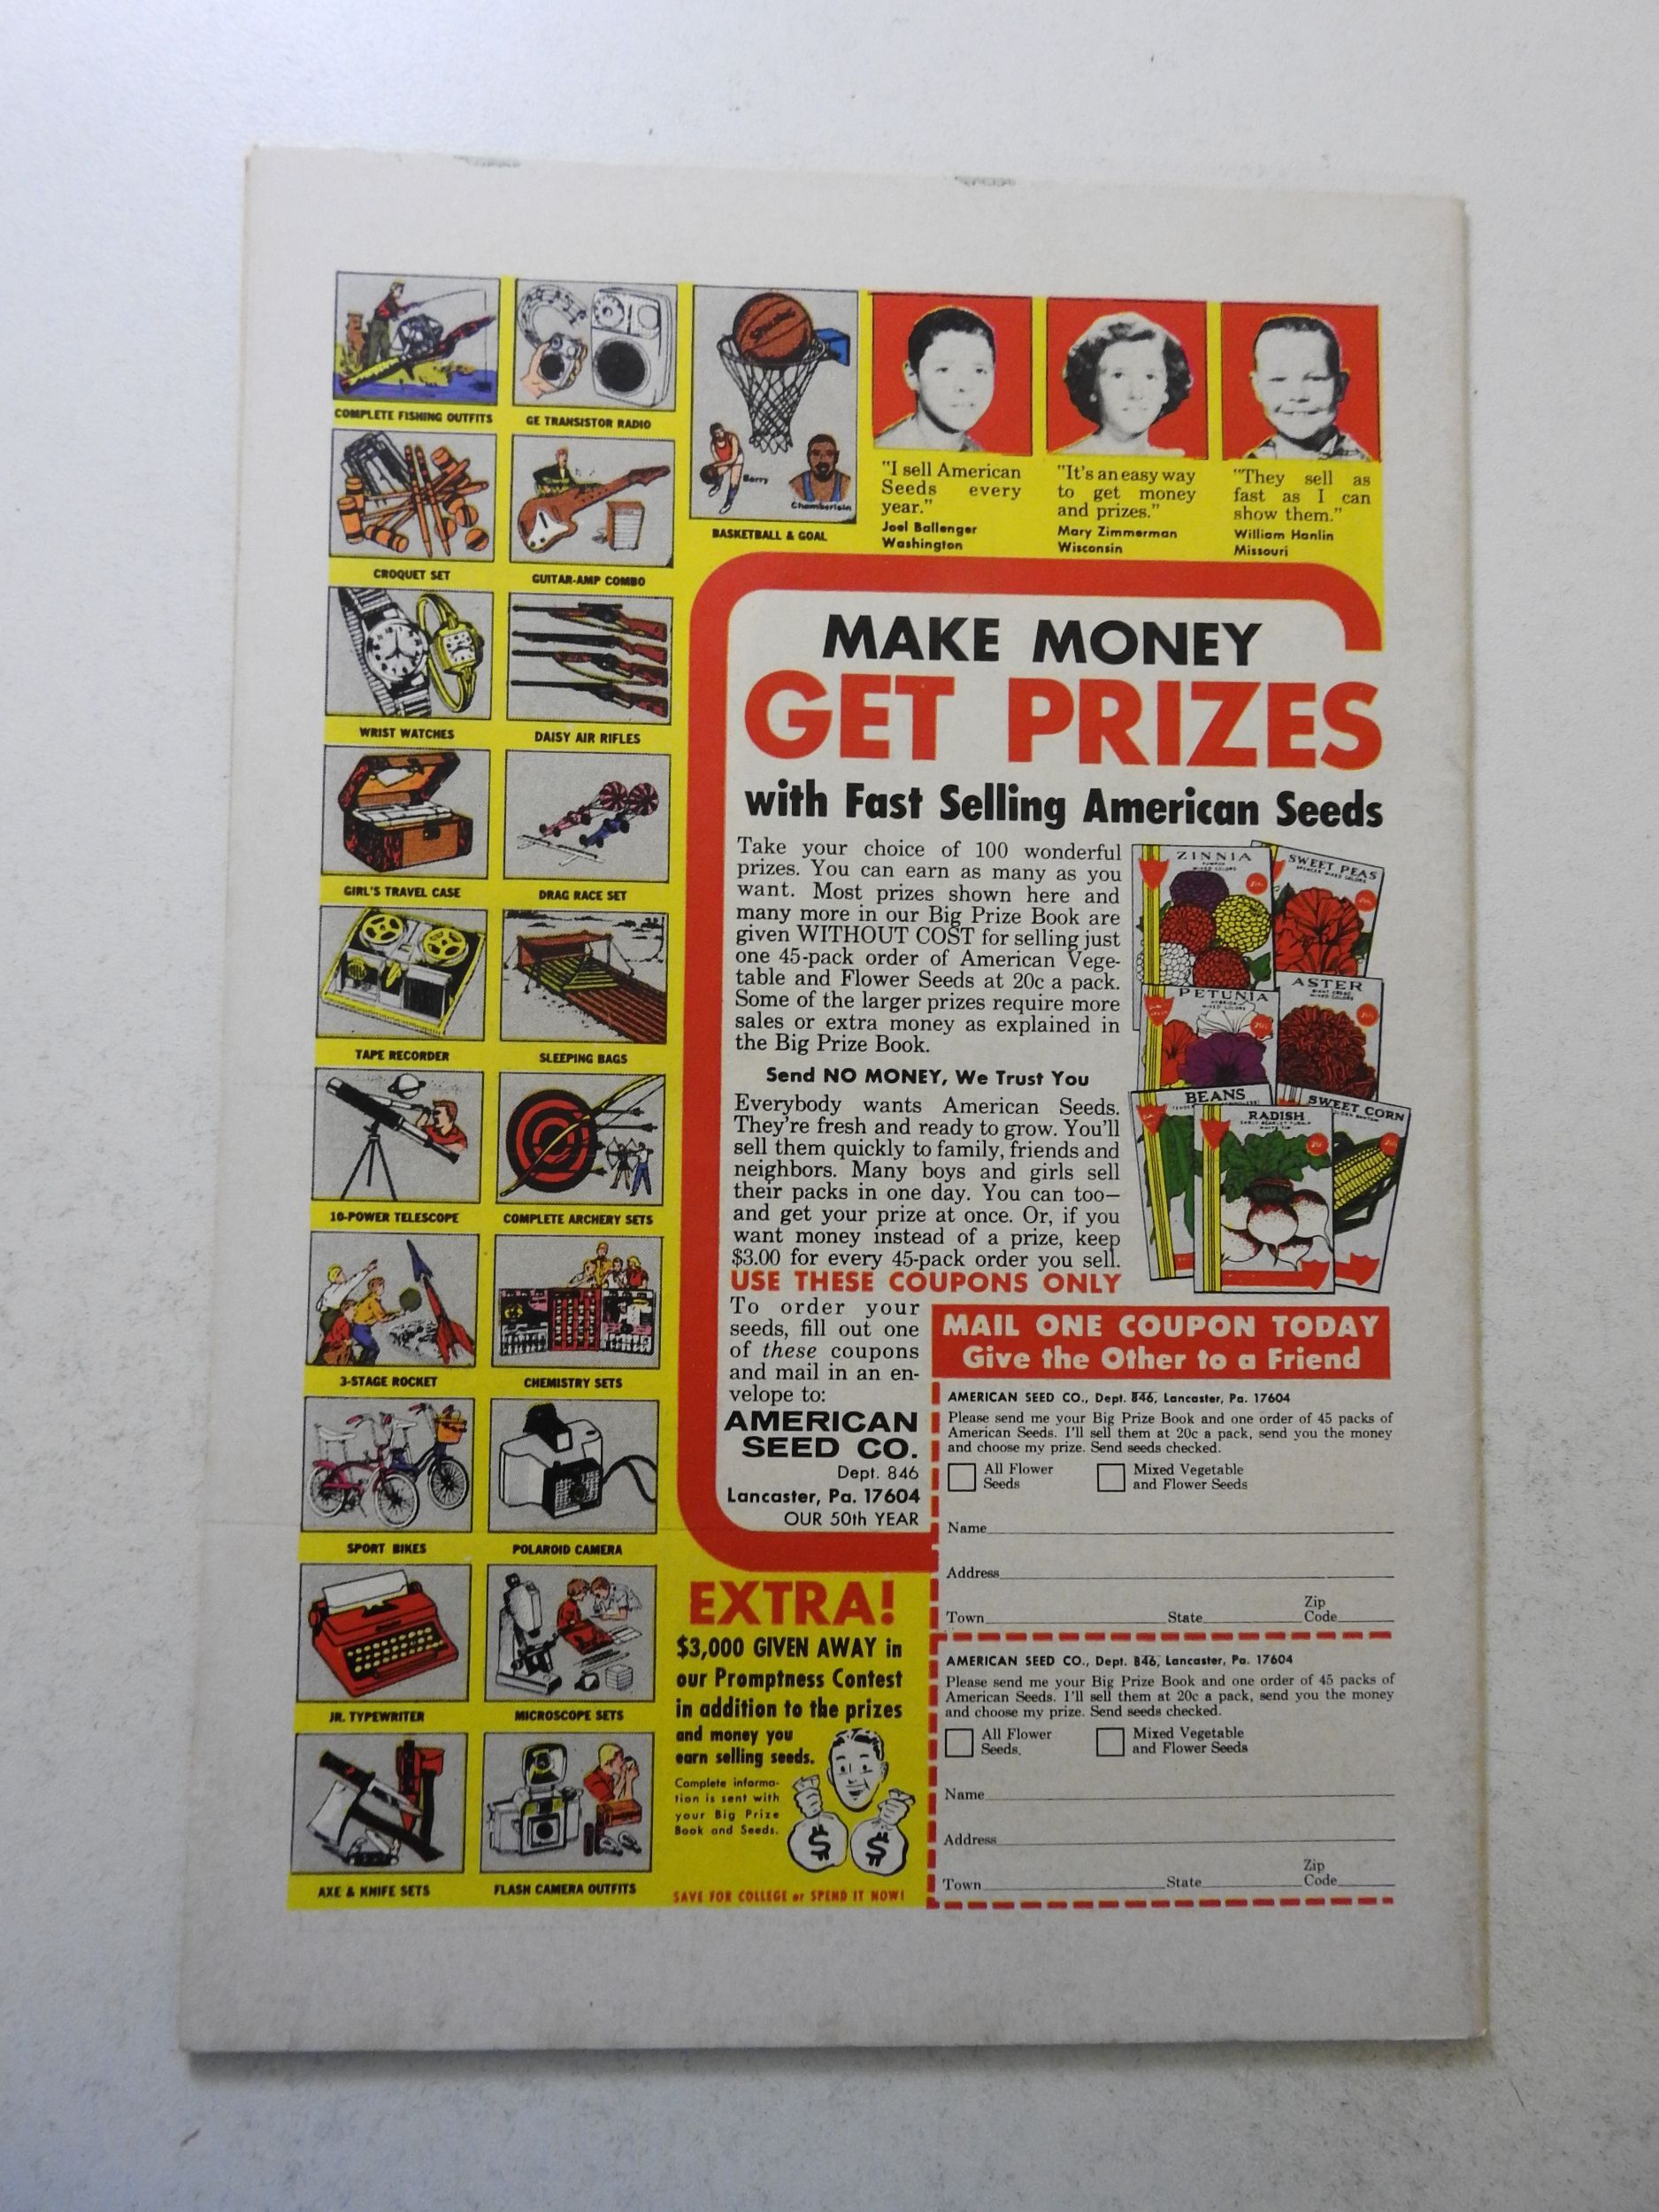 COMPLETE FISHING OUTFITS
GE TRANSISTOR RADIO
CROQUET SET
GUITAR-AMP COMBO
WRIST WATCHES
DAISY AIR RIFLES
GIRL'S TRAVEL CASE
DRAG RACE SET
TAPE RECORDER
SLEEPING BAGS
10-POWER TELESCOPE
COMPLETE ARCHERY SETS
3-STAGE ROCKET
CHEMISTRY SETS
SPORT BIKES
POLAROID CAMERA
JR. TYPEWRITER
MICROSCOPE SETS
AXE & KNIFE SETS
FLASH CAMERA OUTFITS
Barry
Chamberlain
BASKETBALL & GOAL
"I sell American
Seeds every
year."
Joel Ballenger
Washington
"It's an easy way
to get money
and prizes."
Mary Zimmerman
Wisconsin
"They sell as
fast as I can
show them."
William Hanlin
Missouri
MAKE MONEY
GET PRIZES
with Fast Selling American Seeds
Take your choice of 100 wonderful
prizes. You can earn as many as you
want. Most prizes shown here and
many more in our Big Prize Book are
given WITHOUT COST for selling just
one 45-pack order of American Vege-
table and Flower Seeds at 20c a pack.
Some of the larger prizes require more
sales or extra money as explained in
the Big Prize Book.
Send NO MONEY, We Trust You
Everybody wants American Seeds.
They're fresh and ready to grow. You'll
sell them quickly to family, friends and
neighbors. Many boys and girls sell
their packs in one day. You can too—
and get your prize at once. Or, if you
want money instead of a prize, keep
$3.00 for every 45-pack order you sell.
ZINNIA
MIXED COLORS
SWEET PEAS
SPENCER MIXED COLORS
PETUNIA
MIXED COLORS
ASTER
MIXED COLORS
BEANS
RADISH
SWEET CORN
USE THESE COUPONS ONLY
To order your
seeds, fill out one
of these coupons
and mail in an en-
velope to:
AMERICAN
SEED CO.
Dept. 846
Lancaster, Pa. 17604
OUR 50th YEAR
EXTRA!
$3,000 GIVEN AWAY in
our Promptness Contest
in addition to the prizes
and money you
earn selling seeds.
Complete informa-
tion is sent with
your Big Prize
Book and Seeds.
$ $
SAVE FOR COLLEGE or SPEND IT NOW!
MAIL ONE COUPON TODAY
Give the Other to a Friend
AMERICAN SEED CO., Dept. 846, Lancaster, Pa. 17604
Please send me your Big Prize Book and one order of 45 packs of
American Seeds. I'll sell them at 20c a pack, send you the money
and choose my prize. Send seeds checked.
All Flower
Seeds
Mixed Vegetable
and Flower Seeds
Name
Address
Town State Zip
Code
AMERICAN SEED CO., Dept. 846, Lancaster, Pa. 17604
Please send me your Big Prize Book and one order of 45 packs of
American Seeds. I'll sell them at 20c a pack, send you the money
and choose my prize. Send seeds checked.
All Flower
Seeds.
Mixed Vegetable
and Flower Seeds
Name
Address
Town State Zip
Code